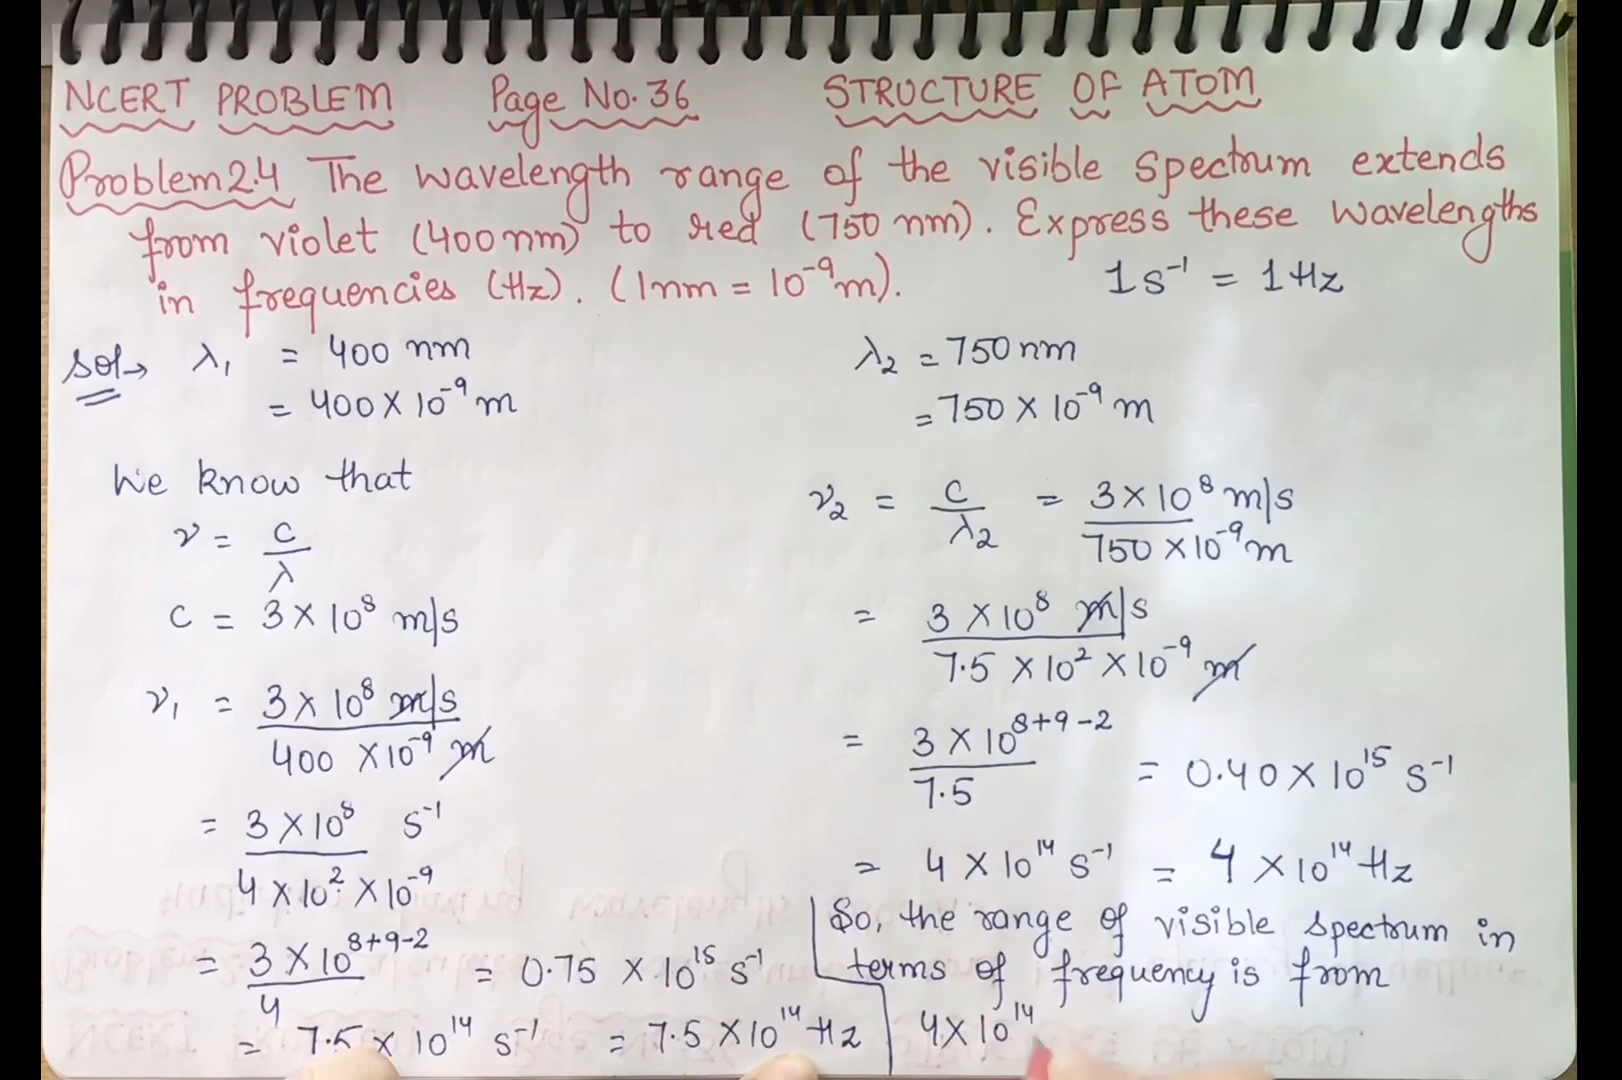 NCERT PROBLEM Page No. 36 STRUCTURE OF ATOM
Problem 2.4 The wavelength range of the visible spectrum extends
from violet (400 nm) to red (750 nm). Express these wavelengths
in frequencies (Hz). (1nm = 10⁻⁹m).
1 s⁻¹ = 1 Hz
Sol→ λ₁ = 400 nm
= 400 × 10⁻⁹ m
We know that
ν = c/λ
c = 3 × 10⁸ m/s
ν₁ = 3 × 10⁸ m/s / 400 × 10⁻⁹ m
= 3 × 10⁸ s⁻¹ / 4 × 10² × 10⁻⁹
= 3 × 10⁸⁺⁹⁻² / 4 = 0.75 × 10¹⁵ s⁻¹
= 7.5 × 10¹⁴ s⁻¹ = 7.5 × 10¹⁴ Hz
λ₂ = 750 nm
= 750 × 10⁻⁹ m
ν₂ = c/λ₂ = 3 × 10⁸ m/s / 750 × 10⁻⁹ m
= 3 × 10⁸ m/s / 7.5 × 10² × 10⁻⁹ m
= 3 × 10⁸⁺⁹⁻² / 7.5 = 0.40 × 10¹⁵ s⁻¹
= 4 × 10¹⁴ s⁻¹ = 4 × 10¹⁴ Hz
So, the range of visible spectrum in
terms of frequency is from
4 × 10¹⁴